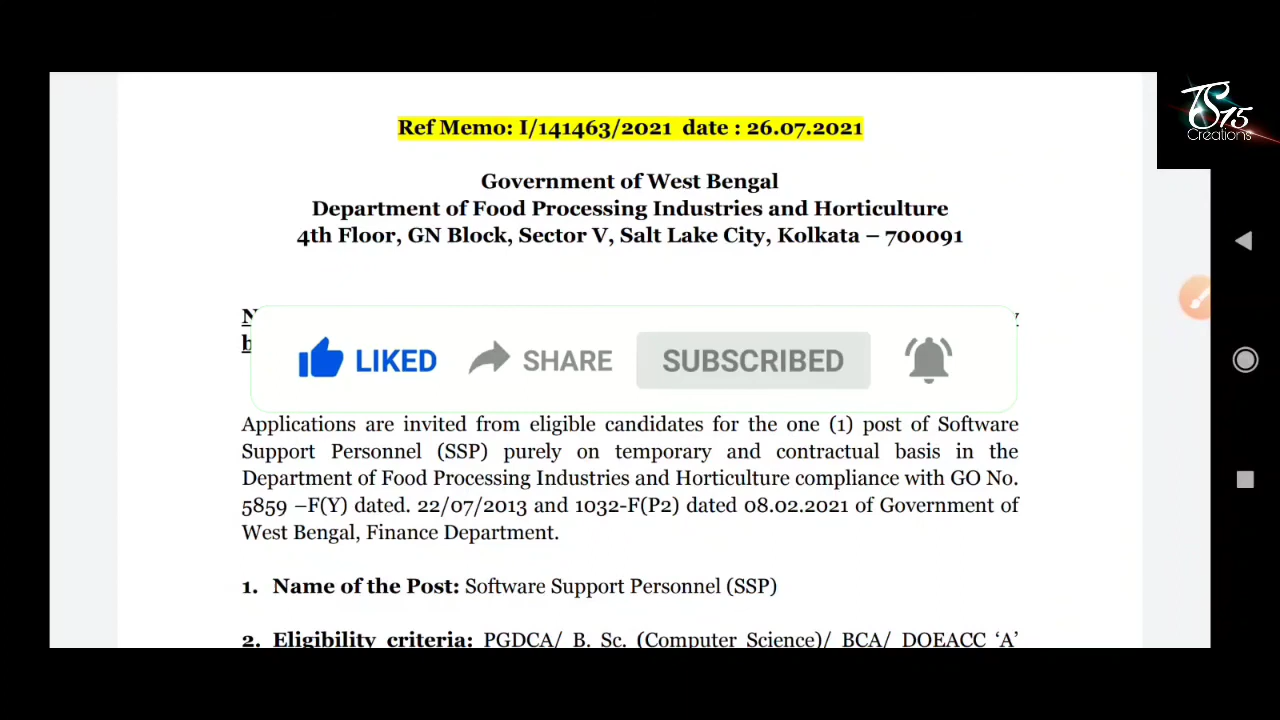 Ref Memo: I/141463/2021 date : 26.07.2021
TS15
Creations
Government of West Bengal
Department of Food Processing Industries and Horticulture
4th Floor, GN Block, Sector V, Salt Lake City, Kolkata – 700091
LIKED SHARE SUBSCRIBED
Applications are invited from eligible candidates for the one (1) post of Software
Support Personnel (SSP) purely on temporary and contractual basis in the
Department of Food Processing Industries and Horticulture compliance with GO No.
5859 –F(Y) dated. 22/07/2013 and 1032-F(P2) dated 08.02.2021 of Government of
West Bengal, Finance Department.
1. Name of the Post: Software Support Personnel (SSP)
2. Eligibility criteria: PGDCA/ B. Sc. (Computer Science)/ BCA/ DOEACC ‘A’